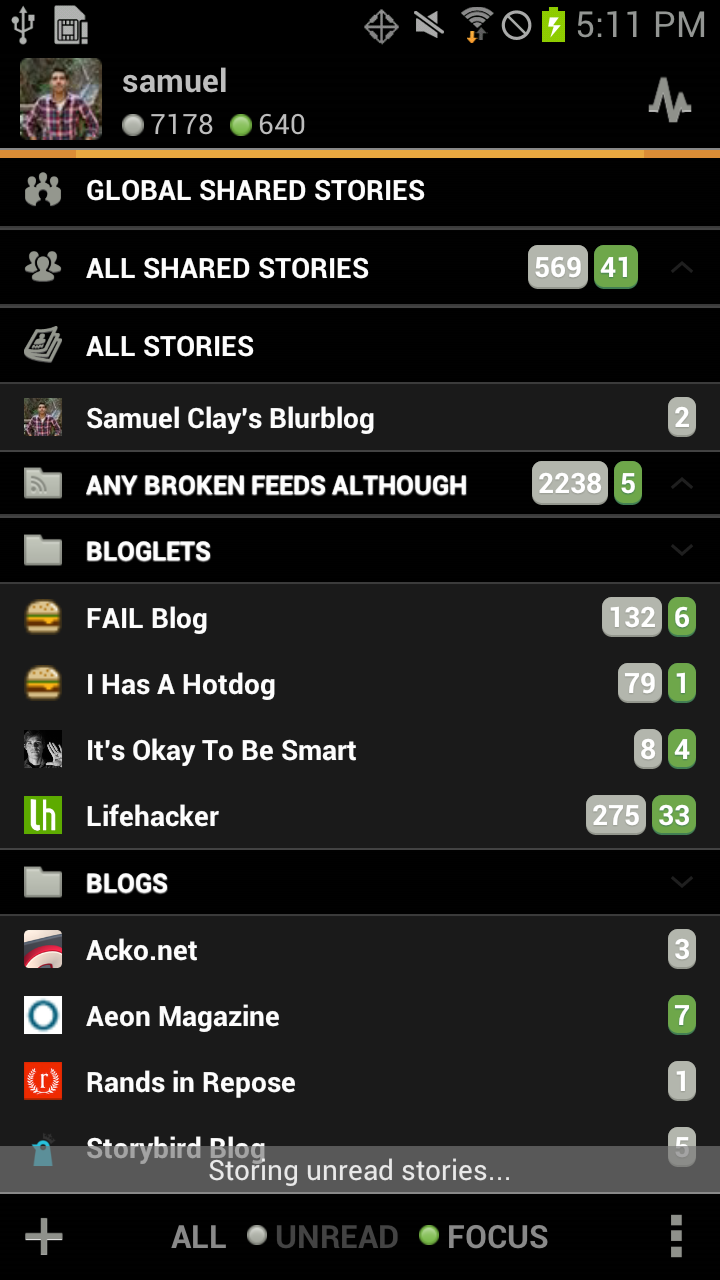 5:11 PM
samuel
7178 640
GLOBAL SHARED STORIES
ALL SHARED STORIES 569 41
ALL STORIES
Samuel Clay's Blurblog 2
ANY BROKEN FEEDS ALTHOUGH 2238 5
BLOGLETS
FAIL Blog 132 6
I Has A Hotdog 79 1
It's Okay To Be Smart 8 4
lh Lifehacker 275 33
BLOGS
Acko.net 3
Aeon Magazine 7
r Rands in Repose 1
Storybird Blog 5
Storing unread stories...
ALL UNREAD FOCUS